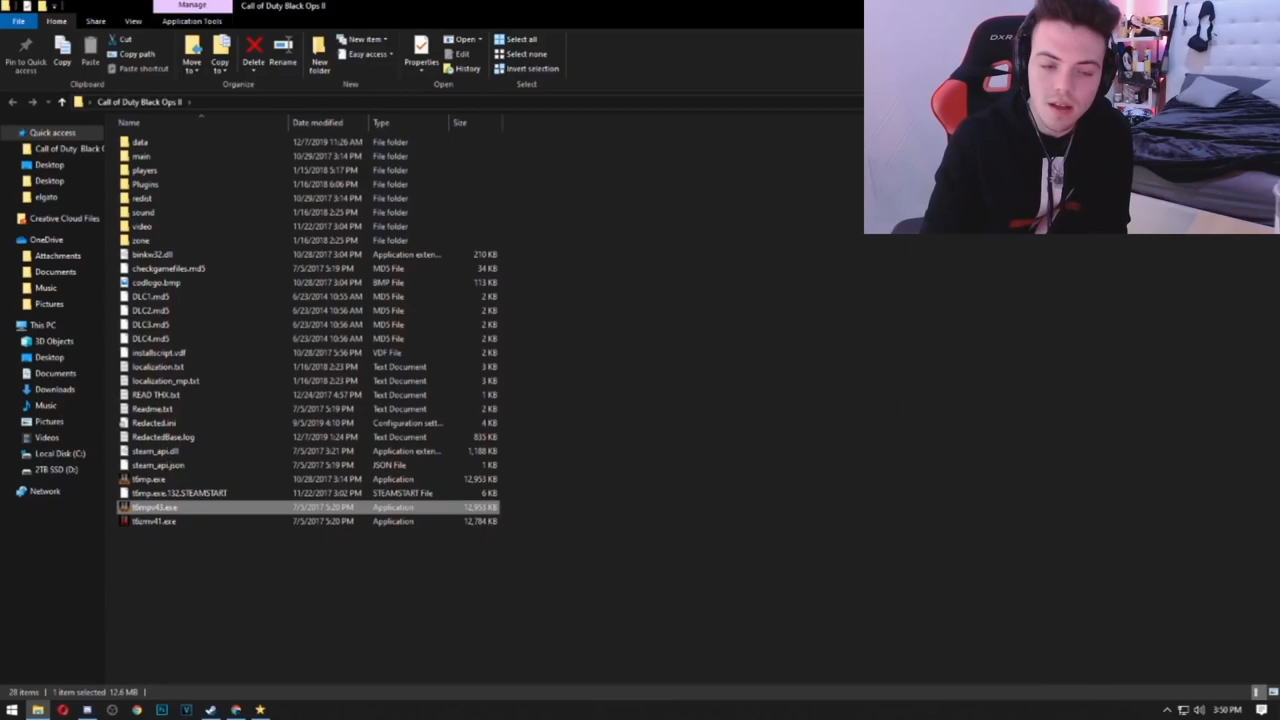 Manage
Call of Duty Black Ops II
File
Home
Share
View
Application Tools
Pin to Quick access
Copy
Paste
Cut
Copy path
Paste shortcut
Clipboard
Move to
Copy to
Delete
Rename
Organize
New folder
New item
Easy access
New
Properties
Open
Edit
History
Open
Select all
Select none
Invert selection
Select
Call of Duty Black Ops II
Name
Date modified
Type
Size
Quick access
Call of Duty Black
Desktop
Desktop
elgato
Creative Cloud Files
OneDrive
Attachments
Documents
Music
Pictures
This PC
3D Objects
Desktop
Documents
Downloads
Music
Pictures
Videos
Local Disk (C:)
2TB SSD (D:)
Network
data 12/7/2019 11:26 AM File folder
main 10/29/2017 3:14 PM File folder
players 1/15/2018 5:17 PM File folder
Plugins 1/16/2018 6:06 PM File folder
redist 10/29/2017 3:14 PM File folder
sound 1/16/2018 2:25 PM File folder
video 11/22/2017 3:04 PM File folder
zone 1/16/2018 2:25 PM File folder
binkw32.dll 10/28/2017 3:04 PM Application exten... 210 KB
checkgamefiles.md5 7/5/2017 5:19 PM MD5 File 34 KB
codlogo.bmp 10/28/2017 3:04 PM BMP File 113 KB
DLC1.md5 6/23/2014 10:55 AM MD5 File 2 KB
DLC2.md5 6/23/2014 10:56 AM MD5 File 2 KB
DLC3.md5 6/23/2014 10:56 AM MD5 File 2 KB
DLC4.md5 6/23/2014 10:56 AM MD5 File 2 KB
installscript.vdf 10/28/2017 5:56 PM VDF File 2 KB
localization.txt 1/16/2018 2:23 PM Text Document 3 KB
localization_mp.txt 1/16/2018 2:23 PM Text Document 3 KB
READ THX.txt 12/24/2017 4:57 PM Text Document 1 KB
Readme.txt 7/5/2017 5:19 PM Text Document 2 KB
Redacted.ini 9/5/2019 4:10 PM Configuration sett... 4 KB
RedactedBase.log 12/7/2019 1:24 PM Text Document 835 KB
steam_api.dll 7/5/2017 3:21 PM Application exten... 1,188 KB
steam_api.json 7/5/2017 5:19 PM JSON File 1 KB
t6mp.exe 10/28/2017 3:14 PM Application 12,953 KB
t6mp.exe.132.STEAMSTART 11/22/2017 3:02 PM STEAMSTART File 6 KB
t6mpv43.exe 7/5/2017 5:20 PM Application 12,953 KB
t6zmv41.exe 7/5/2017 5:20 PM Application 12,784 KB
DXR
28 items 1 item selected 12.6 MB
3:50 PM